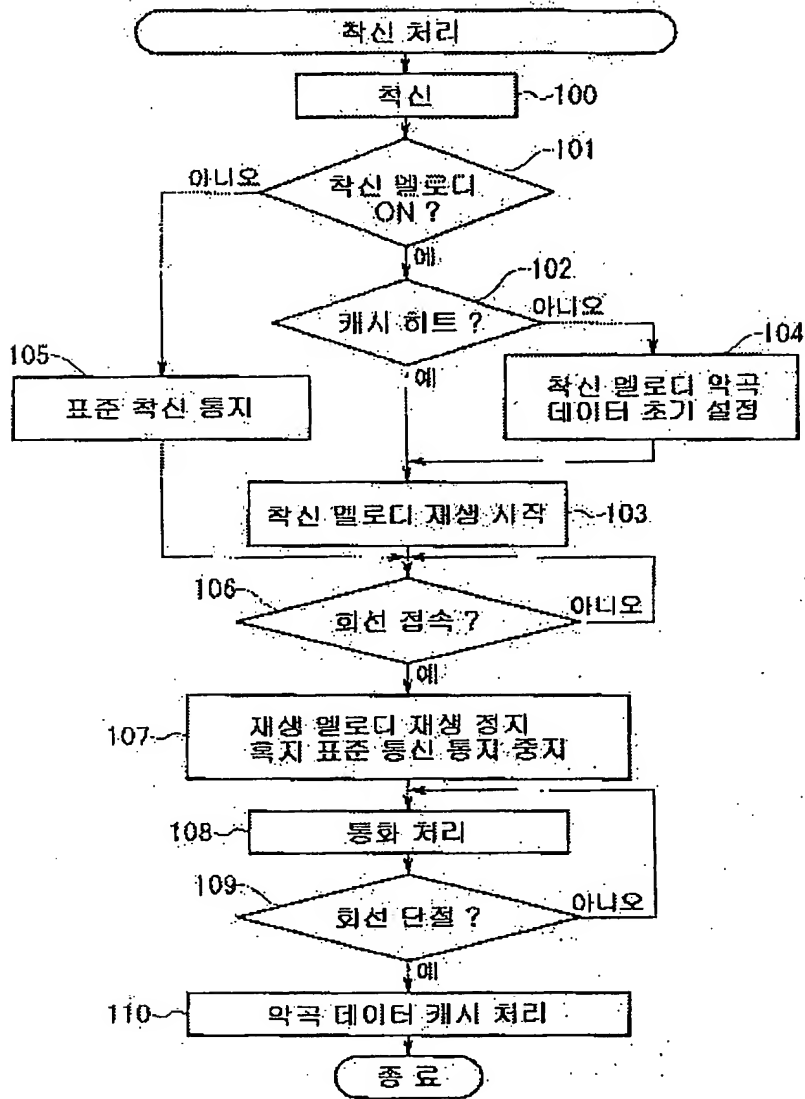 착신 처리
착신
100
101
아니오
착신 멜로디
ON ?
예
102
캐시 히트 ?
아니오
104
105
예
표준 착신 통지
착신 멜로디 악곡
데이터 초기 설정
착신 멜로디 재생 시작
103
106
회선 접속 ?
아니오
예
107
재생 멜로디 재생 정지
혹지 표준 통신 통지 중지
108
통화 처리
109
회선 단절 ?
아니오
예
110
악곡 데이터 캐시 처리
종료